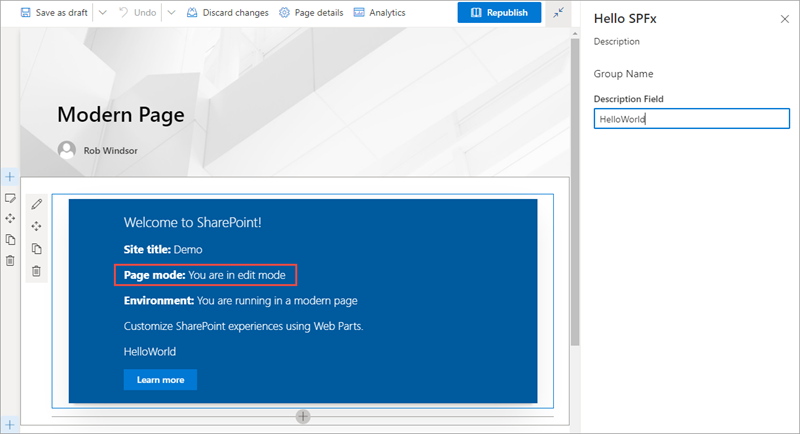 Save as draft Undo Discard changes Page details Analytics Republish
Modern Page
Rob Windsor
Welcome to SharePoint!
Site title: Demo
Page mode: You are in edit mode
Environment: You are running in a modern page
Customize SharePoint experiences using Web Parts.
HelloWorld
Learn more
Hello SPFx
Description
Group Name
Description Field
HelloWorld